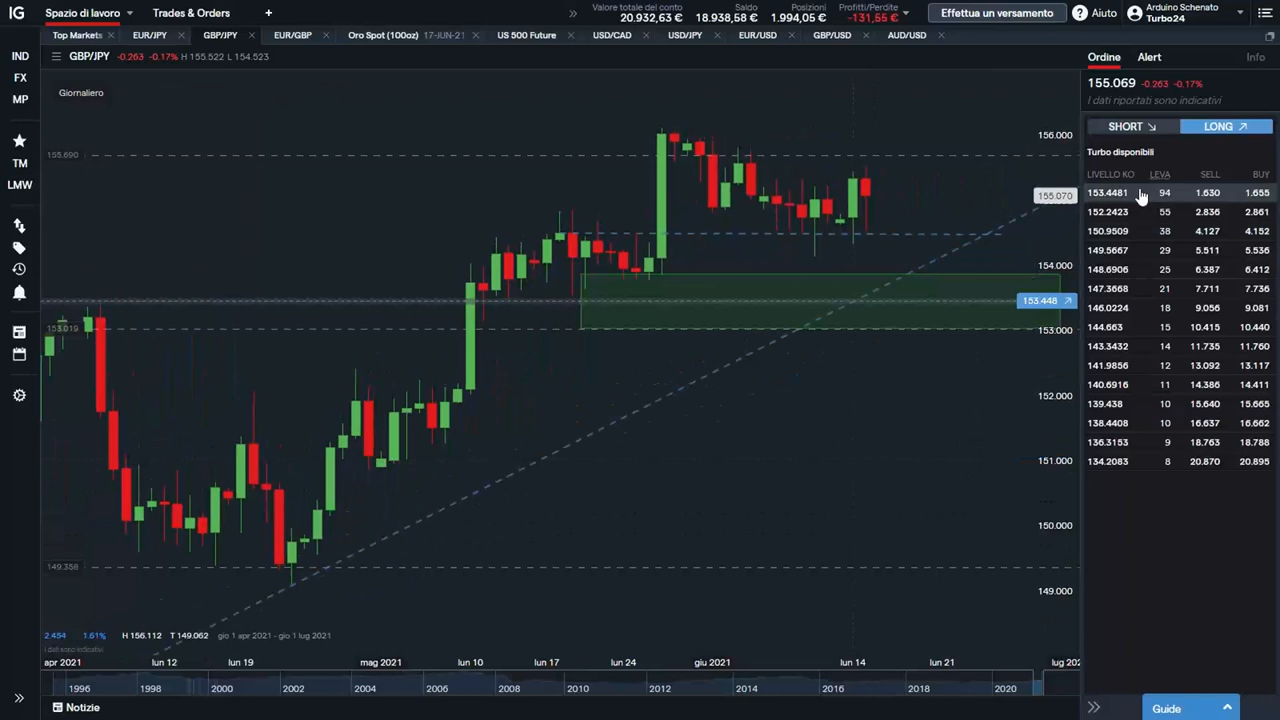 IG Spazio di lavoro Trades & Orders +
Valore totale del conto 20.932,63 € Saldo 18.938,58 € Posizioni 1.994,05 € Profitti/Perdite -131,55 €
Effettua un versamento
Aiuto
Arduino Schenato
Turbo24
Top Markets EUR/JPY GBP/JPY EUR/GBP Oro Spot (100oz) 17-JUN-21 US 500 Future USD/CAD USD/JPY EUR/USD GBP/USD AUD/USD
GBP/JPY -0.263 -0.17% H 155.522 L 154.523
Giornaliero
IND
FX
MP
TM
LMW
155.690
153.019
149.358
156.000
155.070
154.000
153.448
153.000
152.000
151.000
150.000
149.000
2.454 1.61% H 156.112 T 149.062 gio 1 apr 2021 - gio 1 lug 2021
I dati sono indicativi
apr 2021 lun 12 lun 19 mag 2021 lun 10 lun 17 lun 24 giu 2021 lun 14 lun 21 lug 202
1996 1998 2000 2002 2004 2006 2008 2010 2012 2014 2016 2018 2020
Notizie
Ordine Alert Info
155.069 -0.263 -0.17%
I dati riportati sono indicativi
SHORT LONG
Turbo disponibili
LIVELLO KO LEVA SELL BUY
153.4481 94 1.630 1.655
152.2423 55 2.836 2.861
150.9509 38 4.127 4.152
149.5667 29 5.511 5.536
148.6906 25 6.387 6.412
147.3668 21 7.711 7.736
146.0224 18 9.056 9.081
144.663 15 10.415 10.440
143.3432 14 11.735 11.760
141.9856 12 13.092 13.117
140.6916 11 14.386 14.411
139.438 10 15.640 15.665
138.4408 10 16.637 16.662
136.3153 9 18.763 18.788
134.2083 8 20.870 20.895
Guide